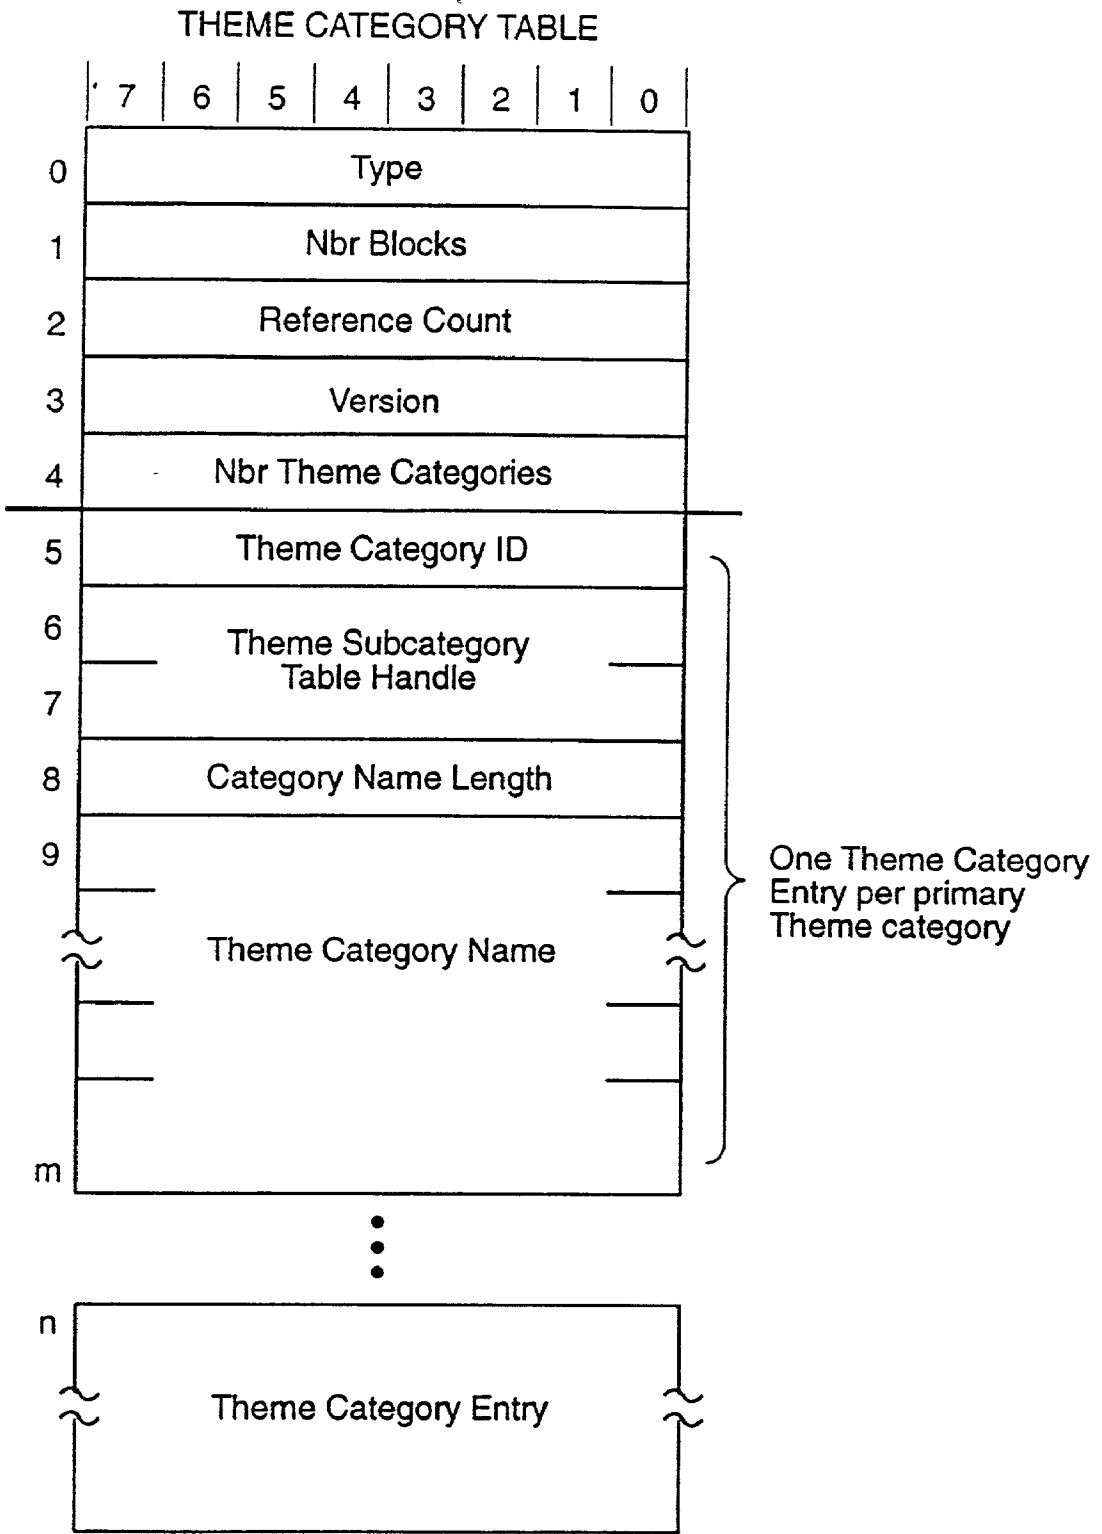 THEME CATEGORY TABLE
7 6 5 4 3 2 1 0
0 Type
1 Nbr Blocks
2 Reference Count
3 Version
4 Nbr Theme Categories
5 Theme Category ID
6 Theme Subcategory
Table Handle
7
8 Category Name Length
9
One Theme Category
Entry per primary
Theme category
Theme Category Name
m
n
Theme Category Entry